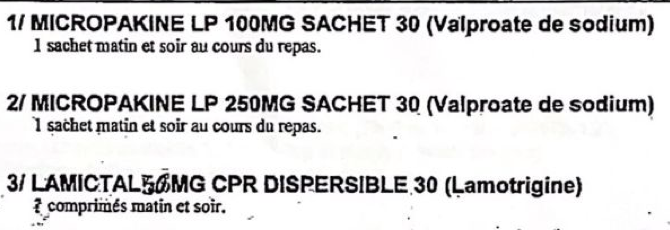 1/ MICROPAKINE LP 100MG SACHET 30 (Valproate de sodium)
1 sachet matin et soir au cours du repas.
2/ MICROPAKINE LP 250MG SACHET 30 (Valproate de sodium)
1 sachet matin et soir au cours du repas.
3/ LAMICTAL MG CPR DISPERSIBLE 30 (Lamotrigine)
comprimés matin et soir.